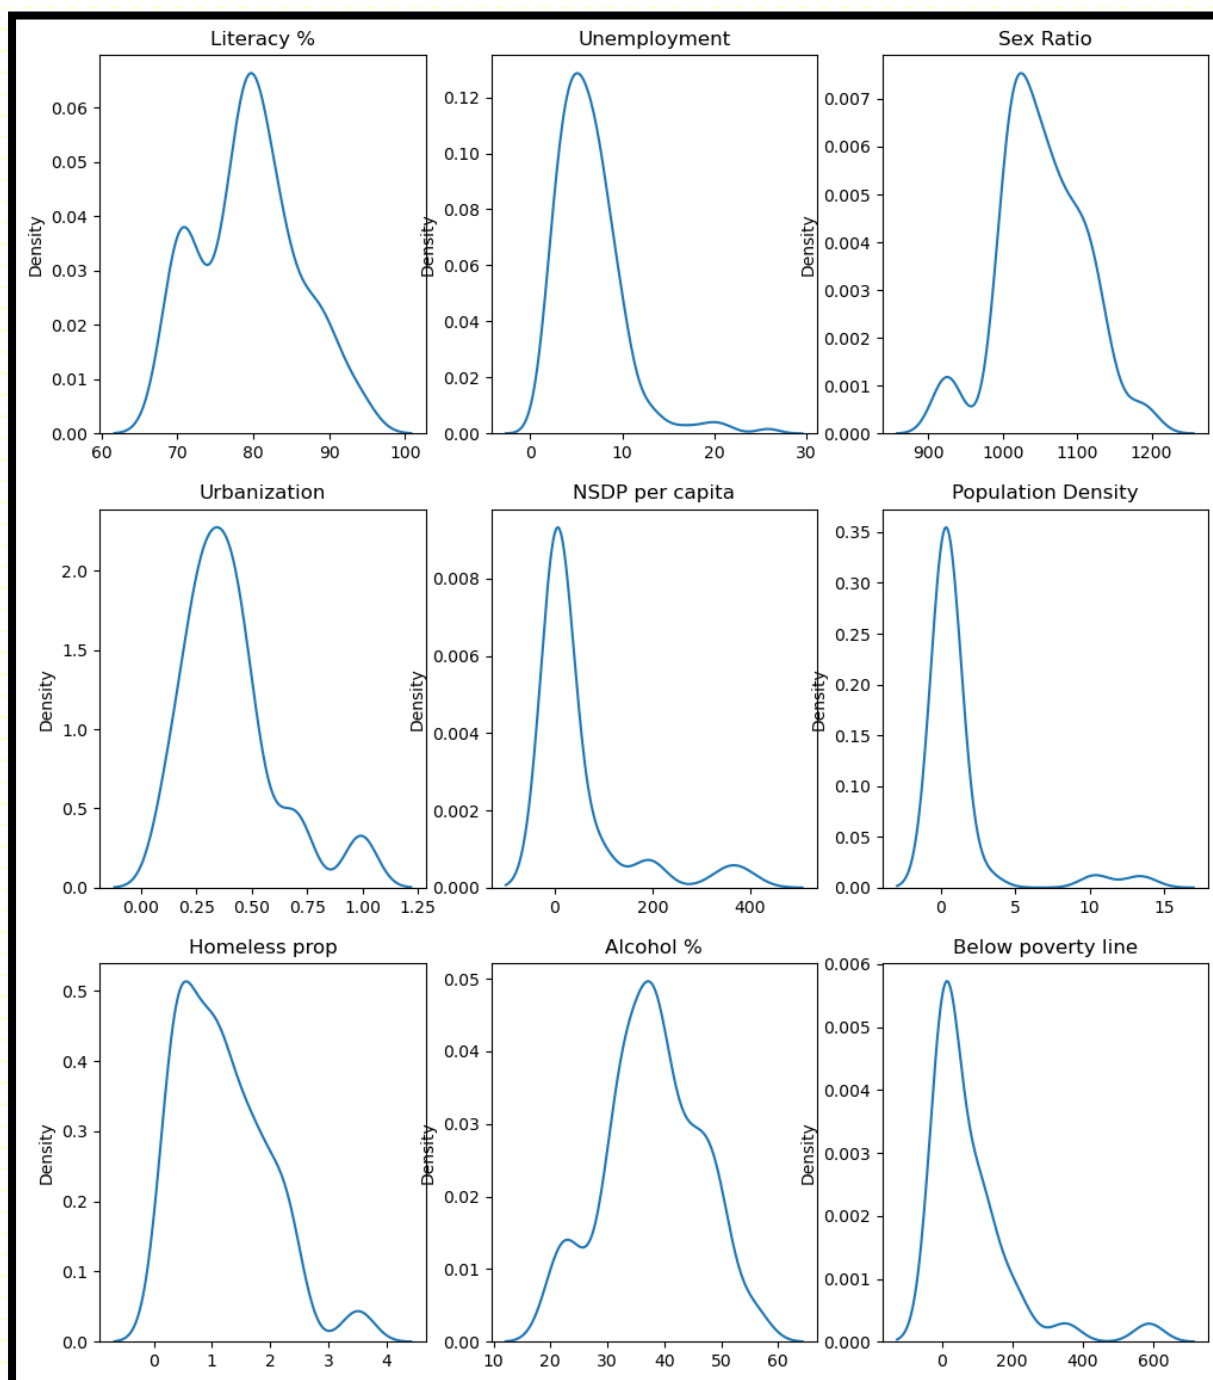 Literacy %
Density
0.06
0.05
0.04
0.03
0.02
0.01
0.00
60 70 80 90 100
Unemployment
Density
0.12
0.10
0.08
0.06
0.04
0.02
0.00
0 10 20 30
Sex Ratio
Density
0.007
0.006
0.005
0.004
0.003
0.002
0.001
0.000
900 1000 1100 1200
Urbanization
Density
2.0
1.5
1.0
0.5
0.0
0.00 0.25 0.50 0.75 1.00 1.25
NSDP per capita
Density
0.008
0.006
0.004
0.002
0.000
0 200 400
Population Density
Density
0.35
0.30
0.25
0.20
0.15
0.10
0.05
0.00
0 5 10 15
Homeless prop
Density
0.5
0.4
0.3
0.2
0.1
0.0
0 1 2 3 4
Alcohol %
Density
0.05
0.04
0.03
0.02
0.01
0.00
10 20 30 40 50 60
Below poverty line
Density
0.006
0.005
0.004
0.003
0.002
0.001
0.000
0 200 400 600